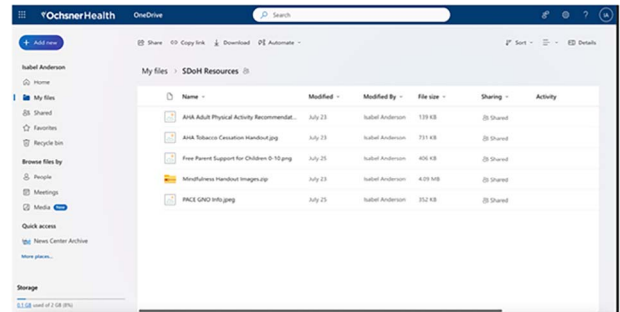 OchsnerHealth OneDrive Search IA
Add new Share Copy link Download Automate Sort Details
Isabel Anderson
Home
My files
Shared
Favorites
Recycle bin
Browse files by
People
Meetings
Media New
Quick access
News Center Archive
More places...
Storage
0.1 GB used of 2 GB (8%)
My files > SDoH Resources
Name Modified Modified By File size Sharing Activity
AHA Adult Physical Activity Recommendat... July 23 Isabel Anderson 139 KB Shared
AHA Tobacco Cessation Handout.jpg July 23 Isabel Anderson 731 KB Shared
Free Parent Support for Children 0-10.png July 25 Isabel Anderson 406 KB Shared
Mindfulness Handout Images.zip July 23 Isabel Anderson 4.09 MB Shared
PACE GNO Info.jpeg July 25 Isabel Anderson 352 KB Shared